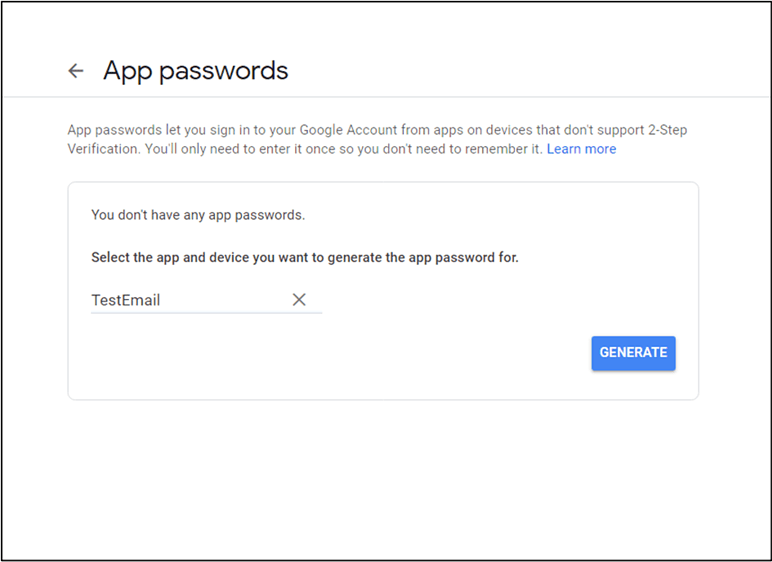 App passwords
App passwords let you sign in to your Google Account from apps on devices that don't support 2-Step
Verification. You'll only need to enter it once so you don't need to remember it. Learn more
You don't have any app passwords.
Select the app and device you want to generate the app password for.
TestEmail
GENERATE